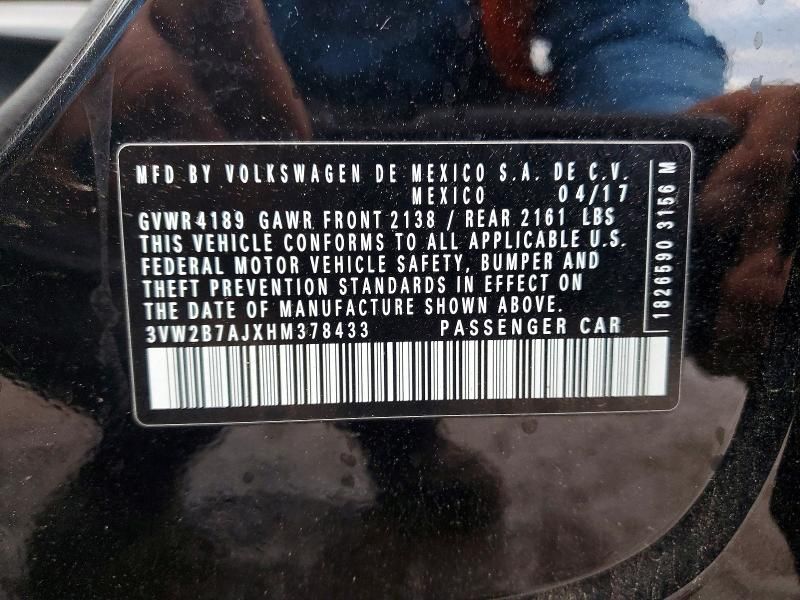 MFD BY VOLKSWAGEN DE MEXICO S.A. DE C.V.
MEXICO 04/17
GVWR 4189 GAWR FRONT 2138 / REAR 2161 LBS
THIS VEHICLE CONFORMS TO ALL APPLICABLE U.S.
FEDERAL MOTOR VEHICLE SAFETY, BUMPER AND
THEFT PREVENTION STANDARDS IN EFFECT ON
THE DATE OF MANUFACTURE SHOWN ABOVE.
3VW2B7AJXHM378433 PASSENGER CAR
1826590 3156 M